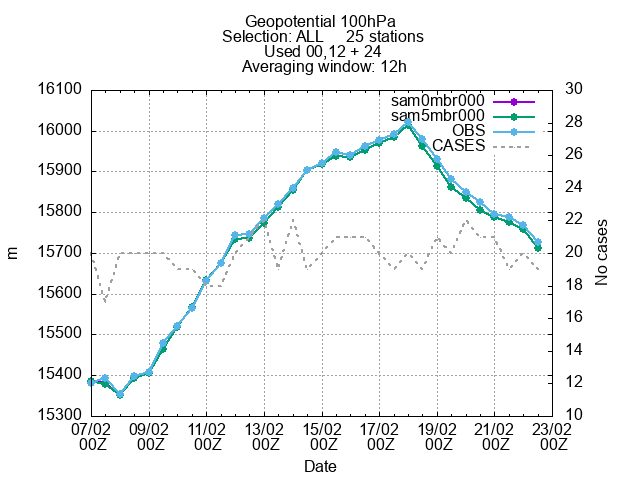 Geopotential 100hPa
Selection: ALL 25 stations
Used 00,12 + 24
Averaging window: 12h
sam0mbr000
sam5mbr000
OBS
CASES
16100
16000
15900
15800
15700
15600
15500
15400
15300
m
30
28
26
24
22
20
18
16
14
12
10
No cases
07/02 09/02 11/02 13/02 15/02 17/02 19/02 21/02 23/02
00Z 00Z 00Z 00Z 00Z 00Z 00Z 00Z 00Z
Date